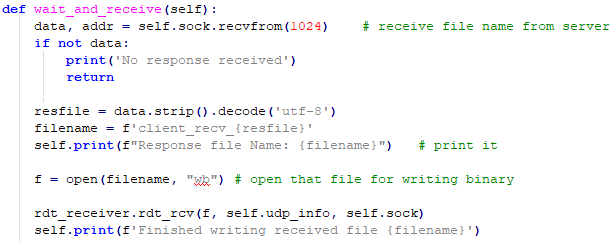 def wait_and_receive(self):
    data, addr = self.sock.recvfrom(1024)    # receive file name from server
    if not data:
        print('No response received')
        return

    resfile = data.strip().decode('utf-8')
    filename = f'client_recv_{resfile}'
    self.print(f"Response file Name: {filename}")    # print it

    f = open(filename, "wb") # open that file for writing binary

    rdt_receiver.rdt_rcv(f, self.udp_info, self.sock)
    self.print(f'Finished writing received file {filename}')